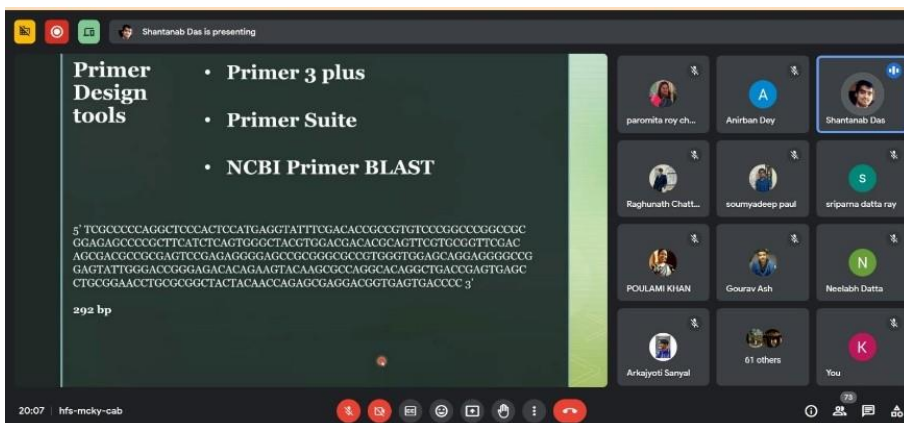 Shantanab Das is presenting
Primer
Design
tools
• Primer 3 plus
• Primer Suite
• NCBI Primer BLAST
5' TCGCCCCCAGGCTCCCACTCCATGAGGTATTTCGACACCGCCGTGTCCCGGCCCGGCCGC
GGAGAGCCCCGCTTCATCTCAGTGGGCTACGTGGACGACACGCAGTTCGTGCGGTTCGAC
AGCGACGCCGCGAGTCCGAGAGGGGAGCCGCGGGCGCCGTGGGTGGAGCAGGAGGGGCCG
GAGTATTGGGACCGGGAGACACAGAAGTACAAGCGCCAGGCACAGGCTGACCGAGTGAGC
CTGCGGAACCTGCGCGGCTACTACAACCAGAGCGAGGACGGTGAGTGACCCC 3'
292 bp
paromita roy ch...
A
Anirban Dey
Shantanab Das
Raghunath Chatt...
soumyadeep paul
S
sriparna datta ray
POULAMI KHAN
Gourav Ash
N
Neelabh Datta
Arkajyoti Sanyal
61 others
K
You
20:07 | hfs-mcky-cab
73